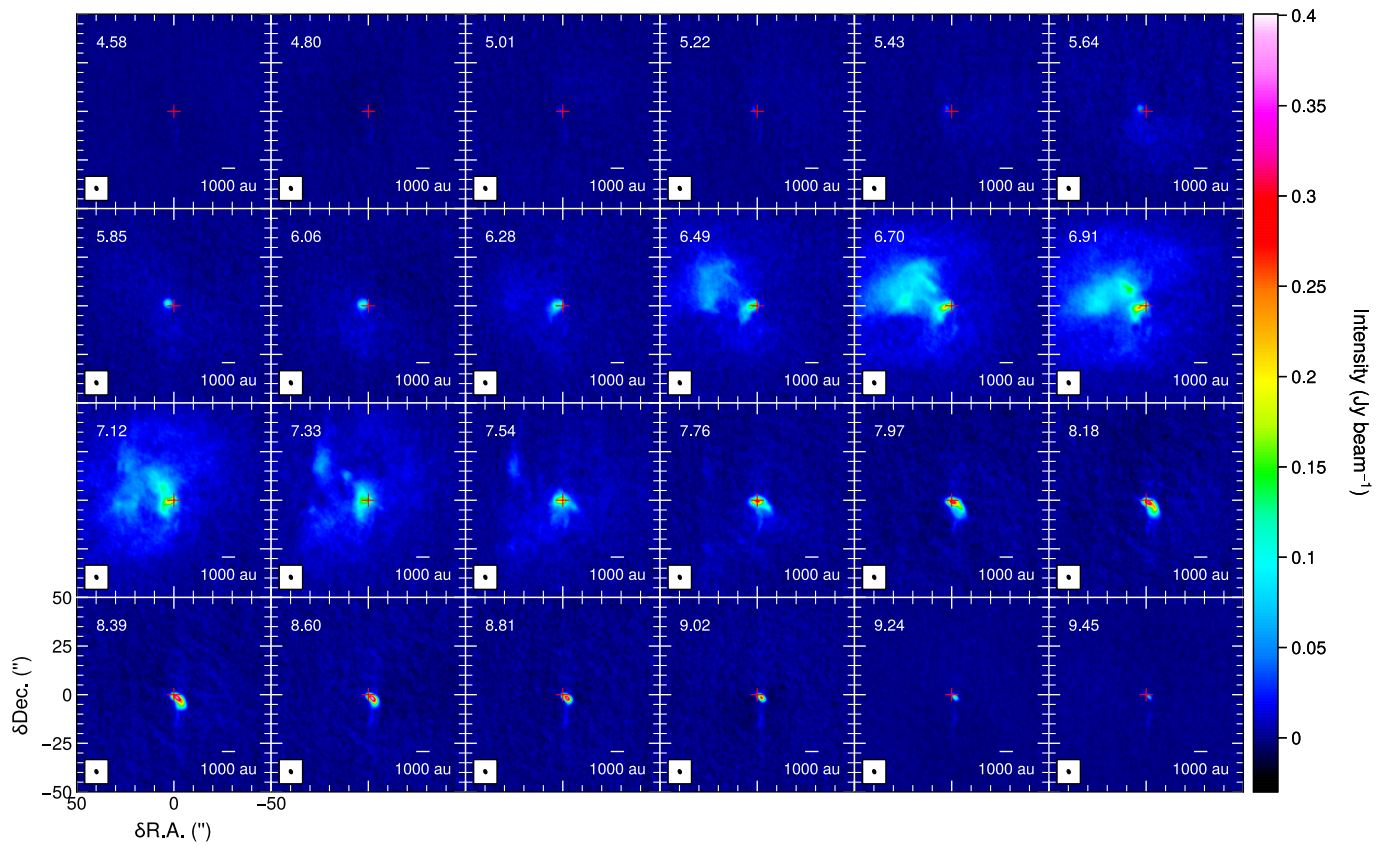 4.58 4.80 5.01 5.22 5.43 5.64 0.4
1000 au 1000 au 1000 au 1000 au 1000 au 1000 au
0.35
0.3
5.85 6.06 6.28 6.49 6.70 6.91
0.25
1000 au 1000 au 1000 au 1000 au 1000 au 1000 au
0.2
Intensity (Jy beam⁻¹)
7.12 7.33 7.54 7.76 7.97 8.18
0.15
0.1
1000 au 1000 au 1000 au 1000 au 1000 au 1000 au
50
8.39 8.60 8.81 9.02 9.24 9.45
0.05
25
0
0
−25
1000 au 1000 au 1000 au 1000 au 1000 au 1000 au
−50
δDec. (")
50 0 −50
δR.A. (")